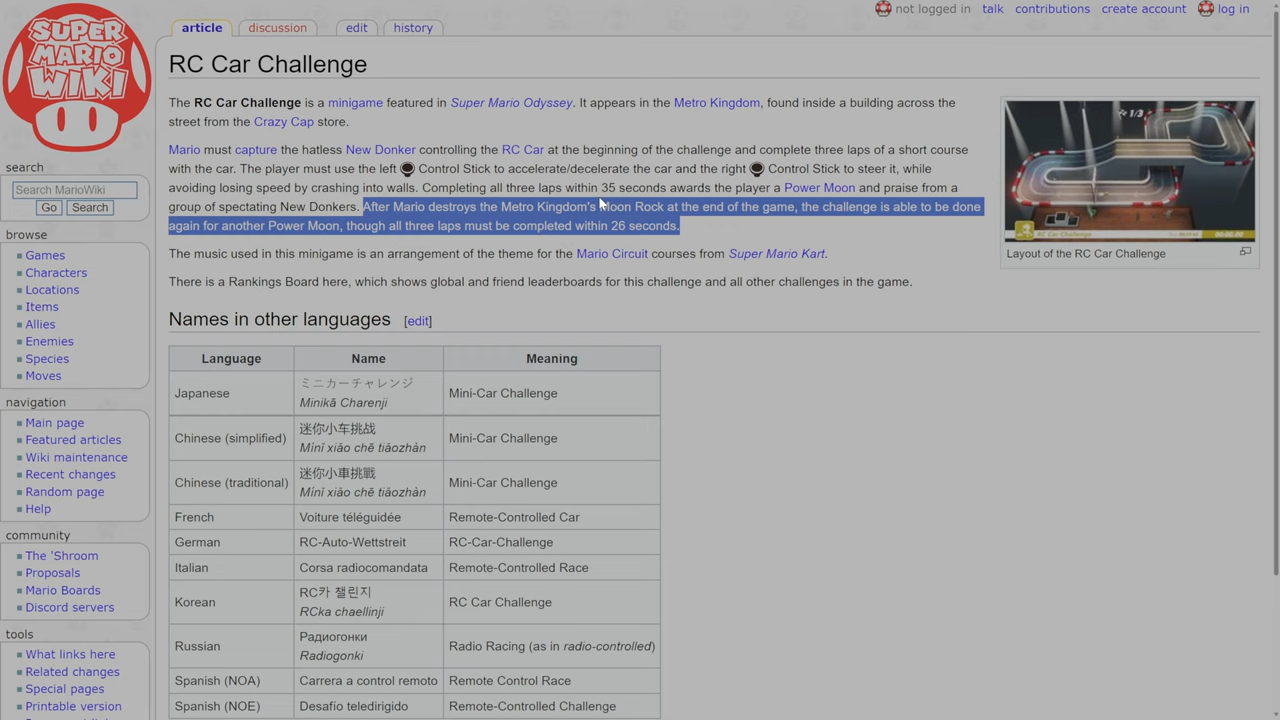 SUPER
MARIO
WIKI
not logged in talk contributions create account log in
article discussion edit history
RC Car Challenge
The RC Car Challenge is a minigame featured in Super Mario Odyssey. It appears in the Metro Kingdom, found inside a building across the
street from the Crazy Cap store.
Mario must capture the hatless New Donker controlling the RC Car at the beginning of the challenge and complete three laps of a short course
with the car. The player must use the left Control Stick to accelerate/decelerate the car and the right Control Stick to steer it, while
avoiding losing speed by crashing into walls. Completing all three laps within 35 seconds awards the player a Power Moon and praise from a
group of spectating New Donkers. After Mario destroys the Metro Kingdom's Moon Rock at the end of the game, the challenge is able to be done
again for another Power Moon, though all three laps must be completed within 26 seconds.
The music used in this minigame is an arrangement of the theme for the Mario Circuit courses from Super Mario Kart.
There is a Rankings Board here, which shows global and friend leaderboards for this challenge and all other challenges in the game.
1/3
RC Car Challenge
Layout of the RC Car Challenge
Names in other languages [edit]
Language Name Meaning
Japanese ミニカーチャレンジ Mini-Car Challenge
Minikā Charenji
Chinese (simplified) 迷你小车挑战 Mini-Car Challenge
Mínǐ xiǎo chē tiǎozhàn
Chinese (traditional) 迷你小車挑戰 Mini-Car Challenge
Mínǐ xiǎo chē tiǎozhàn
French Voiture téléguidée Remote-Controlled Car
German RC-Auto-Wettstreit RC-Car-Challenge
Italian Corsa radiocomandata Remote-Controlled Race
Korean RC카 챌린지 RC Car Challenge
RCka chaellinji
Russian Радиогонки Radio Racing (as in radio-controlled)
Radiogonki
Spanish (NOA) Carrera a control remoto Remote Control Race
Spanish (NOE) Desafío teledirigido Remote-Controlled Challenge
search
Search MarioWiki
Go Search
browse
Games
Characters
Locations
Items
Allies
Enemies
Species
Moves
navigation
Main page
Featured articles
Wiki maintenance
Recent changes
Random page
Help
community
The 'Shroom
Proposals
Mario Boards
Discord servers
tools
What links here
Related changes
Special pages
Printable version